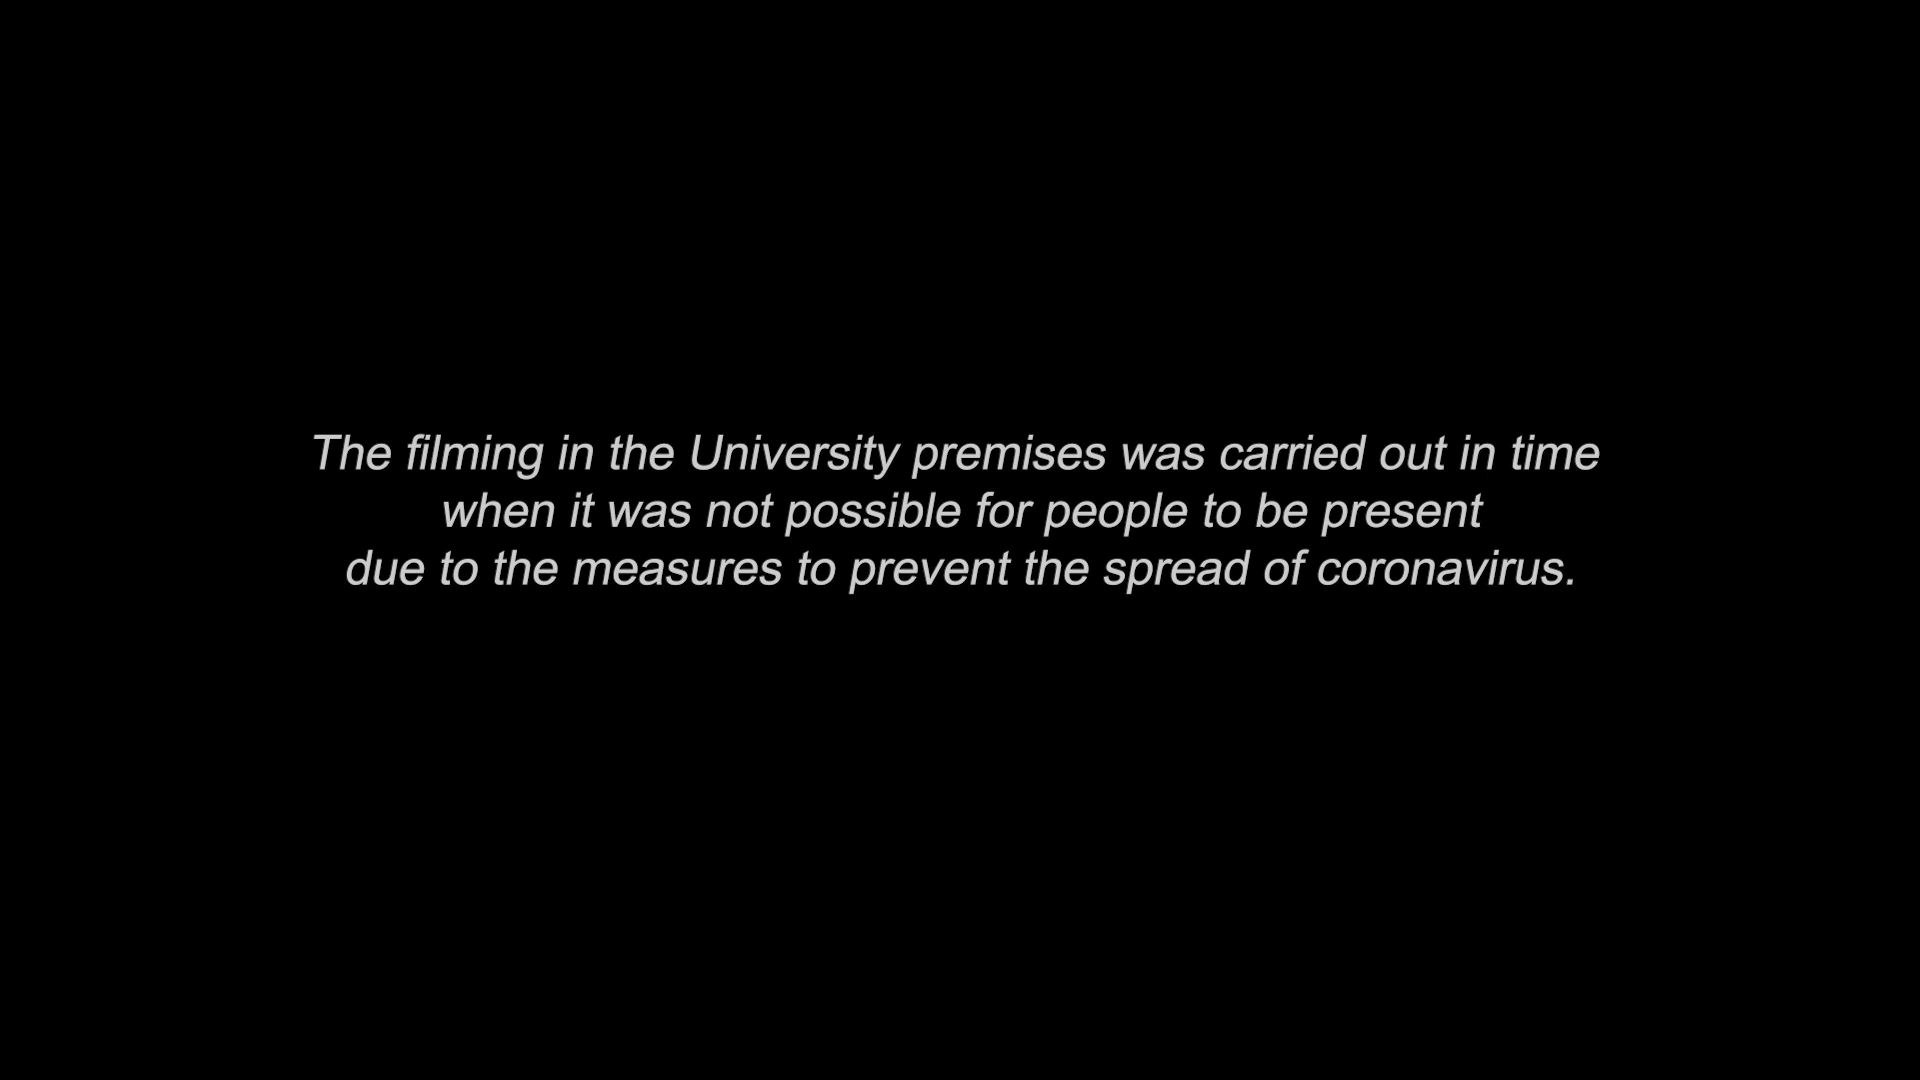 The filming in the University premises was carried out in time
when it was not possible for people to be present
due to the measures to prevent the spread of coronavirus.